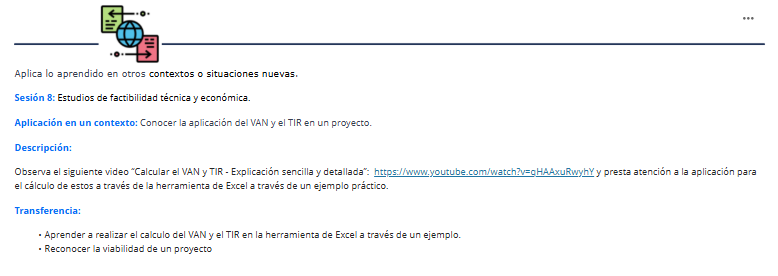 Aplica lo aprendido en otros contextos o situaciones nuevas.
Sesión 8: Estudios de factibilidad técnica y económica.
Aplicación en un contexto: Conocer la aplicación del VAN y el TIR en un proyecto.
Descripción:
Observa el siguiente video “Calcular el VAN y TIR - Explicación sencilla y detallada”: https://www.youtube.com/watch?v=qHAAxuRwyhY y presta atención a la aplicación para
el cálculo de estos a través de la herramienta de Excel a través de un ejemplo práctico.
Transferencia:
• Aprender a realizar el calculo del VAN y el TIR en la herramienta de Excel a través de un ejemplo.
• Reconocer la viabilidad de un proyecto